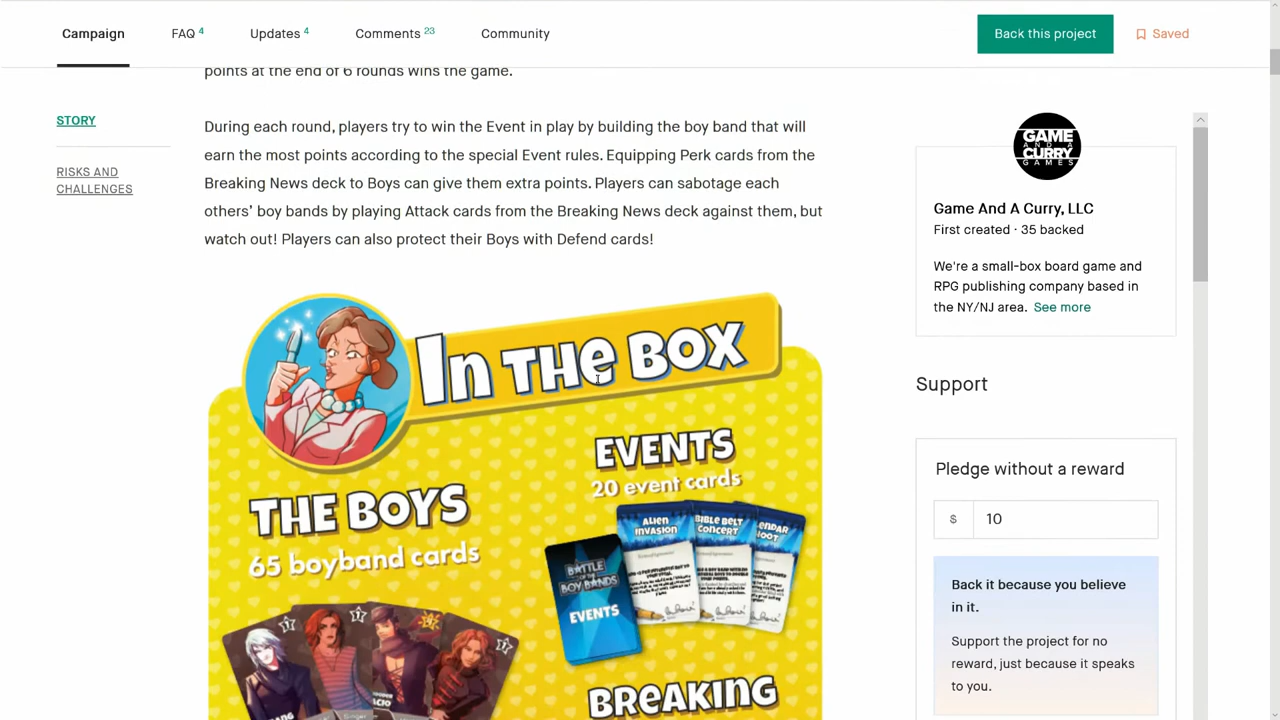 Campaign
FAQ 4
Updates 4
Comments 23
Community
Back this project
Saved
points at the end of 6 rounds wins the game.
STORY
RISKS AND
CHALLENGES
During each round, players try to win the Event in play by building the boy band that will
earn the most points according to the special Event rules. Equipping Perk cards from the
Breaking News deck to Boys can give them extra points. Players can sabotage each
others' boy bands by playing Attack cards from the Breaking News deck against them, but
watch out! Players can also protect their Boys with Defend cards!
In the Box
THE BOYS
65 boyband cards
EVENTS
20 event cards
ALIEN
INVASION
BIBLE BELT
CONCERT
BATTLE
OF THE
BOY BANDS
EVENTS
BREAKING
GAME
AND A
CURRY
GAMES
Game And A Curry, LLC
First created · 35 backed
We're a small-box board game and
RPG publishing company based in
the NY/NJ area. See more
Support
Pledge without a reward
$ 10
Back it because you believe
in it.
Support the project for no
reward, just because it speaks
to you.